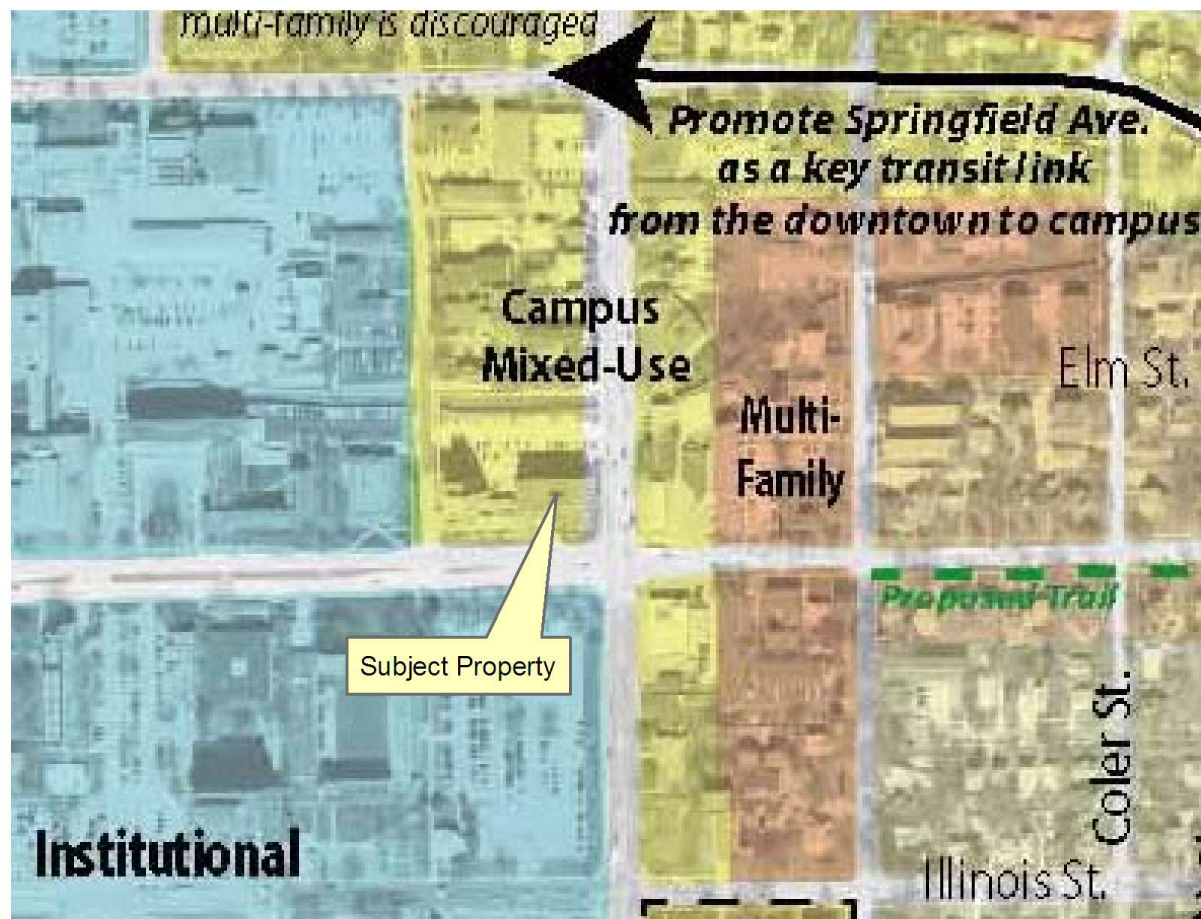 multi-family is discouraged
Promote Springfield Ave.
as a key transit link
from the downtown to campus
Campus
Mixed-Use
Elm St.
Multi-
Family
Proposed Trail
Subject Property
Coler St.
Institutional
Illinois St.